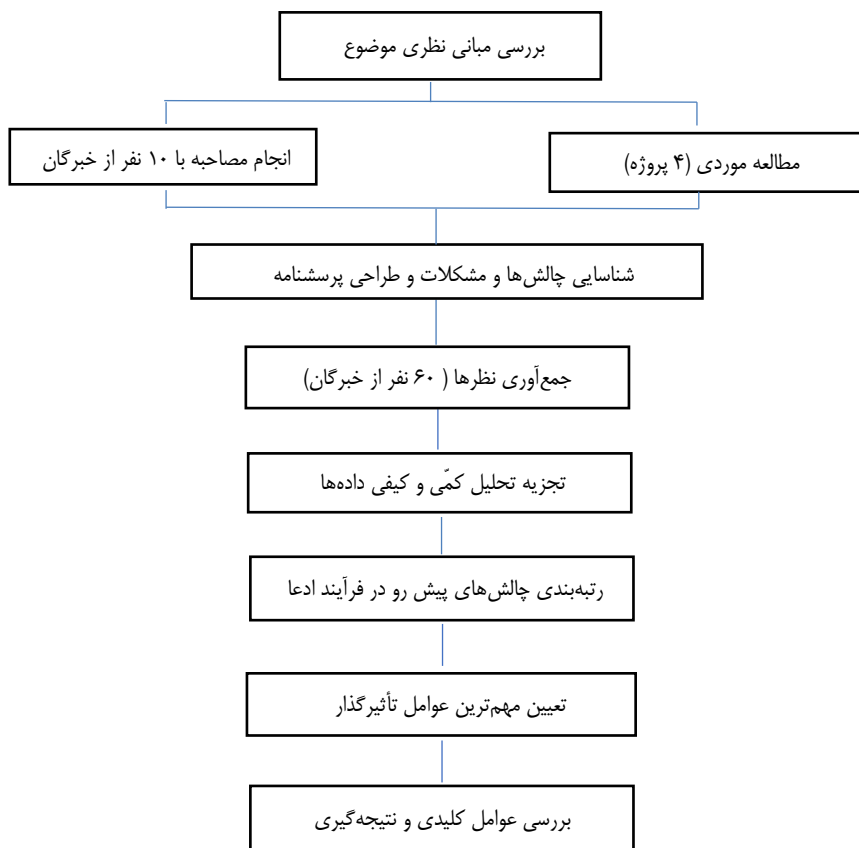 بررسی مبانی نظری موضوع
مطالعه موردی (۴ پروژه)
انجام مصاحبه با ۱۰ نفر از خبرگان
شناسایی چالش‌ها و مشکلات و طراحی پرسشنامه
جمع‌آوری نظرها ( ۶۰ نفر از خبرگان)
تجزیه تحلیل کمّی و کیفی داده‌ها
رتبه‌بندی چالش‌های پیش رو در فرآیند ادعا
تعیین مهم‌ترین عوامل تأثیرگذار
بررسی عوامل کلیدی و نتیجه‌گیری